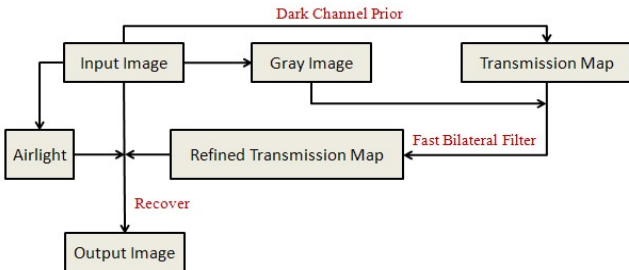 Dark Channel Prior
Input Image
Gray Image
Transmission Map
Airlight
Refined Transmission Map
Fast Bilateral Filter
Recover
Output Image